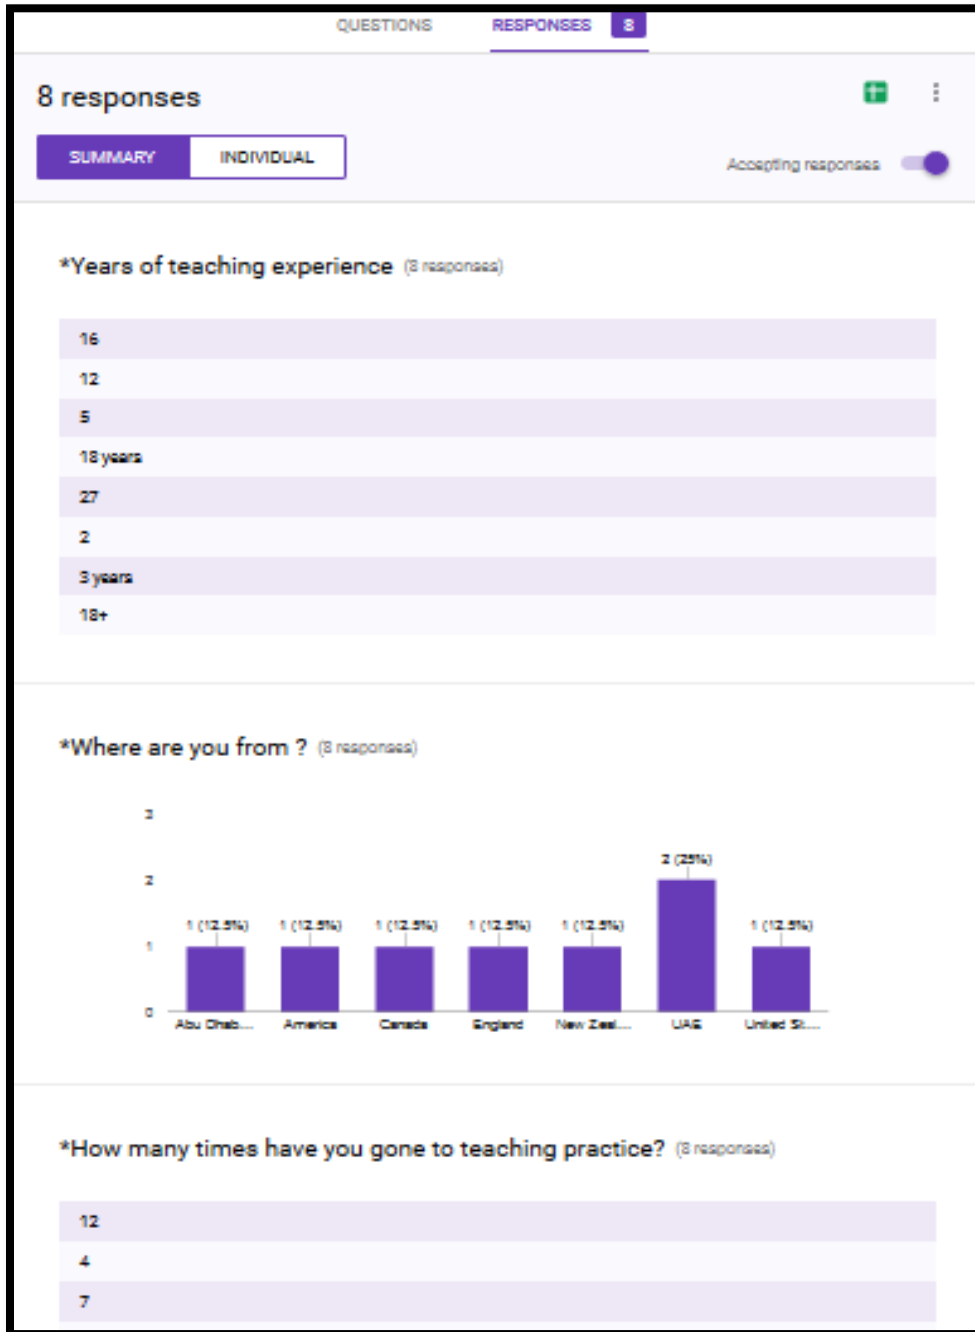 QUESTIONS RESPONSES 8
8 responses
SUMMARY INDIVIDUAL
Accepting responses
*Years of teaching experience (8 responses)
16
12
5
18 years
27
2
3 years
18+
*Where are you from ? (8 responses)
3
2 (25%)
2
1 (12.5%) 1 (12.5%) 1 (12.5%) 1 (12.5%) 1 (12.5%) 1 (12.5%)
1
0
Abu Dhab... America Canada England New Zeal... UAE United St...
*How many times have you gone to teaching practice? (8 responses)
12
4
7